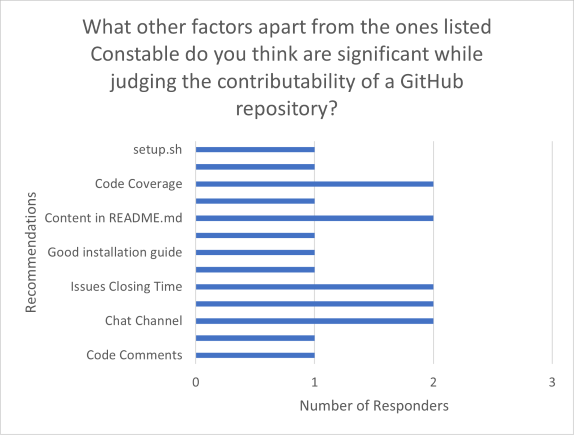 What other factors apart from the ones listed
Constable do you think are significant while
judging the contributability of a GitHub
repository?
setup.sh
Code Coverage
Content in README.md
Good installation guide
Issues Closing Time
Chat Channel
Code Comments
Recommendations
0 1 2 3
Number of Responders